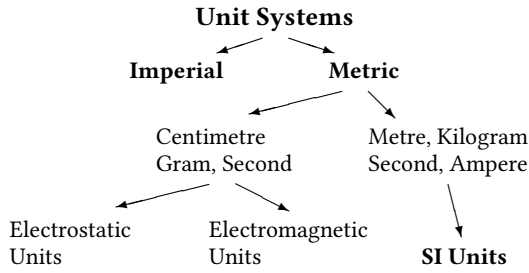 Unit Systems
Imperial
Metric
Centimetre
Gram, Second
Metre, Kilogram
Second, Ampere
Electrostatic
Units
Electromagnetic
Units
SI Units